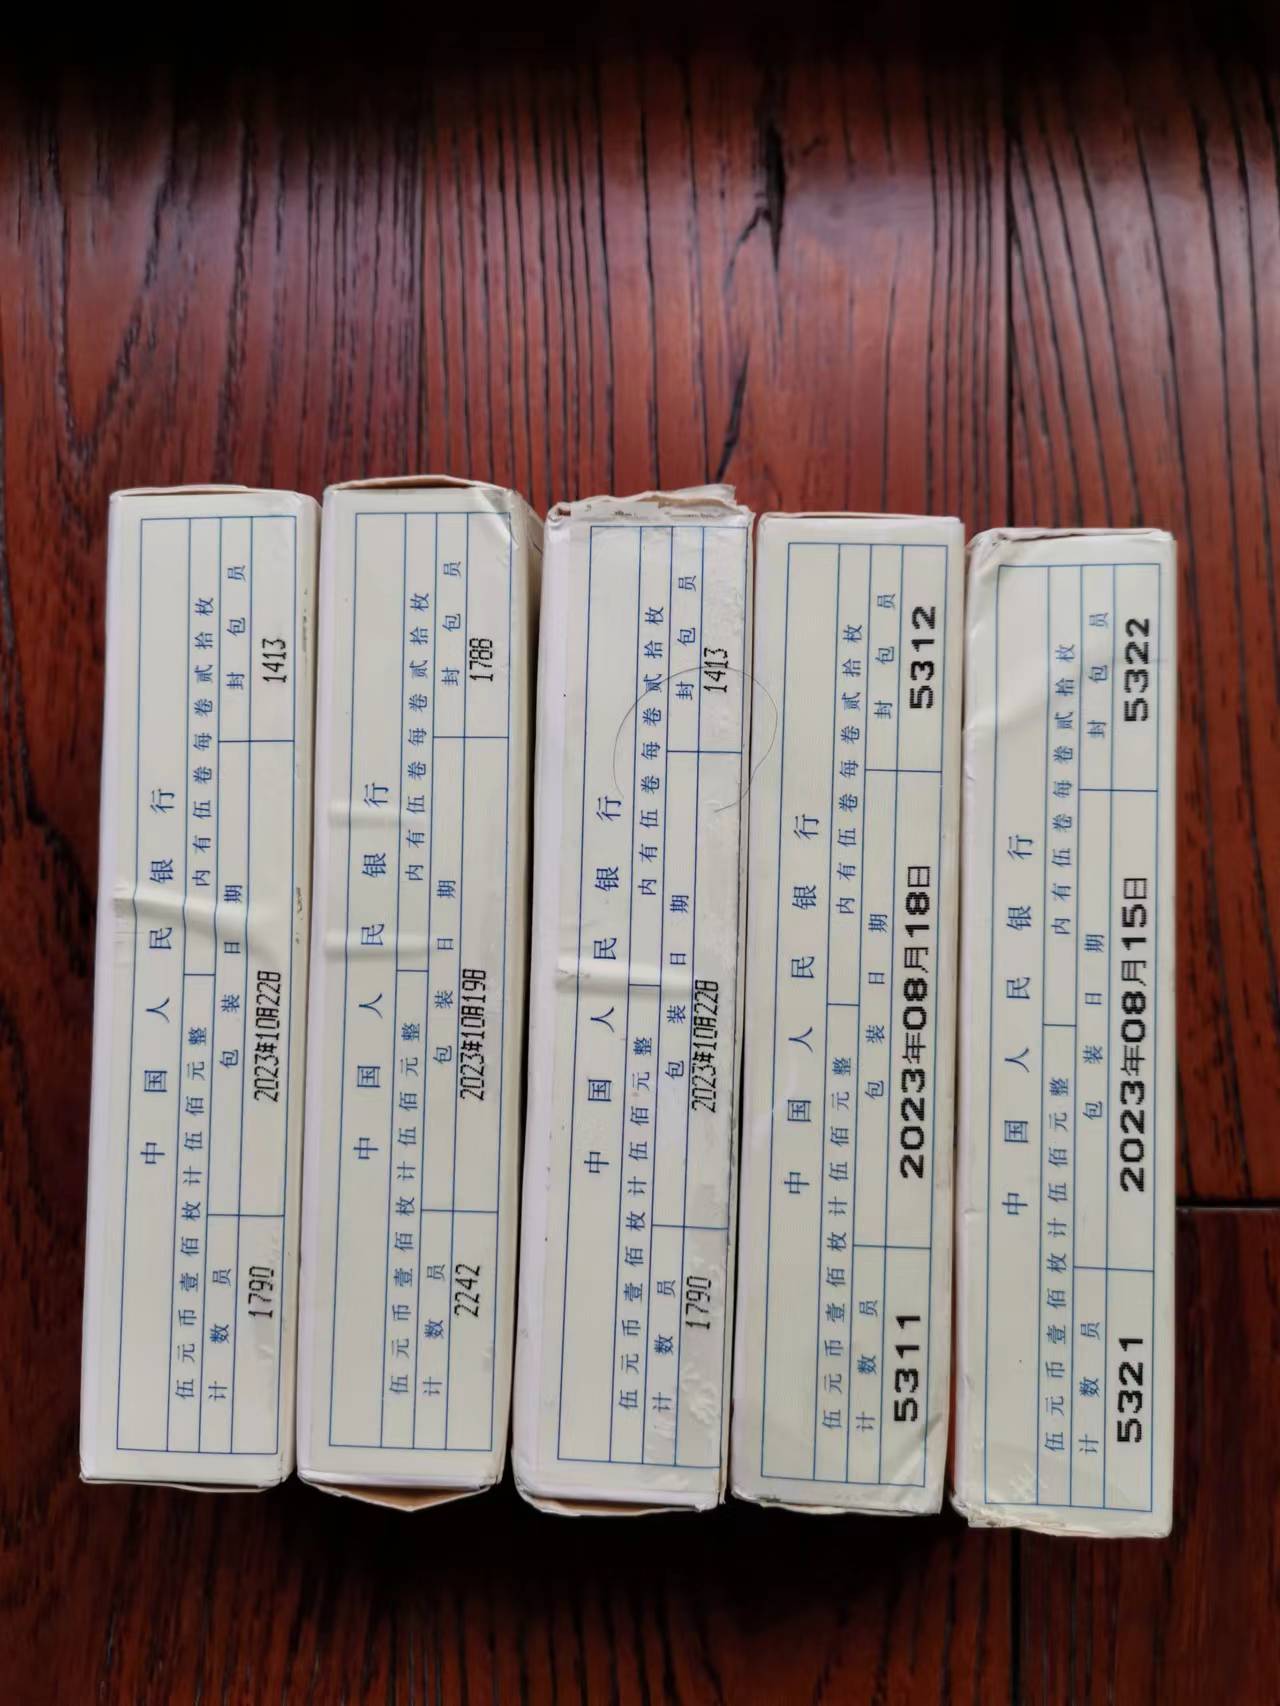 中国人民银行
伍元币壹佰枚计伍佰元整 内有伍卷每卷贰拾枚
计数员 包装日期 封包员
1790 2023年10月22日 1413
中国人民银行
伍元币壹佰枚计伍佰元整 内有伍卷每卷贰拾枚
计数员 包装日期 封包员
2242 2023年10月19日 1788
中国人民银行
伍元币壹佰枚计伍佰元整 内有伍卷每卷贰拾枚
计数员 包装日期 封包员
1790 2023年10月22日 1413
中国人民银行
伍元币壹佰枚计伍佰元整 内有伍卷每卷贰拾枚
计数员 包装日期 封包员
5311 2023年08月18日 5312
中国人民银行
伍元币壹佰枚计伍佰元整 内有伍卷每卷贰拾枚
计数员 包装日期 封包员
5321 2023年08月15日 5322